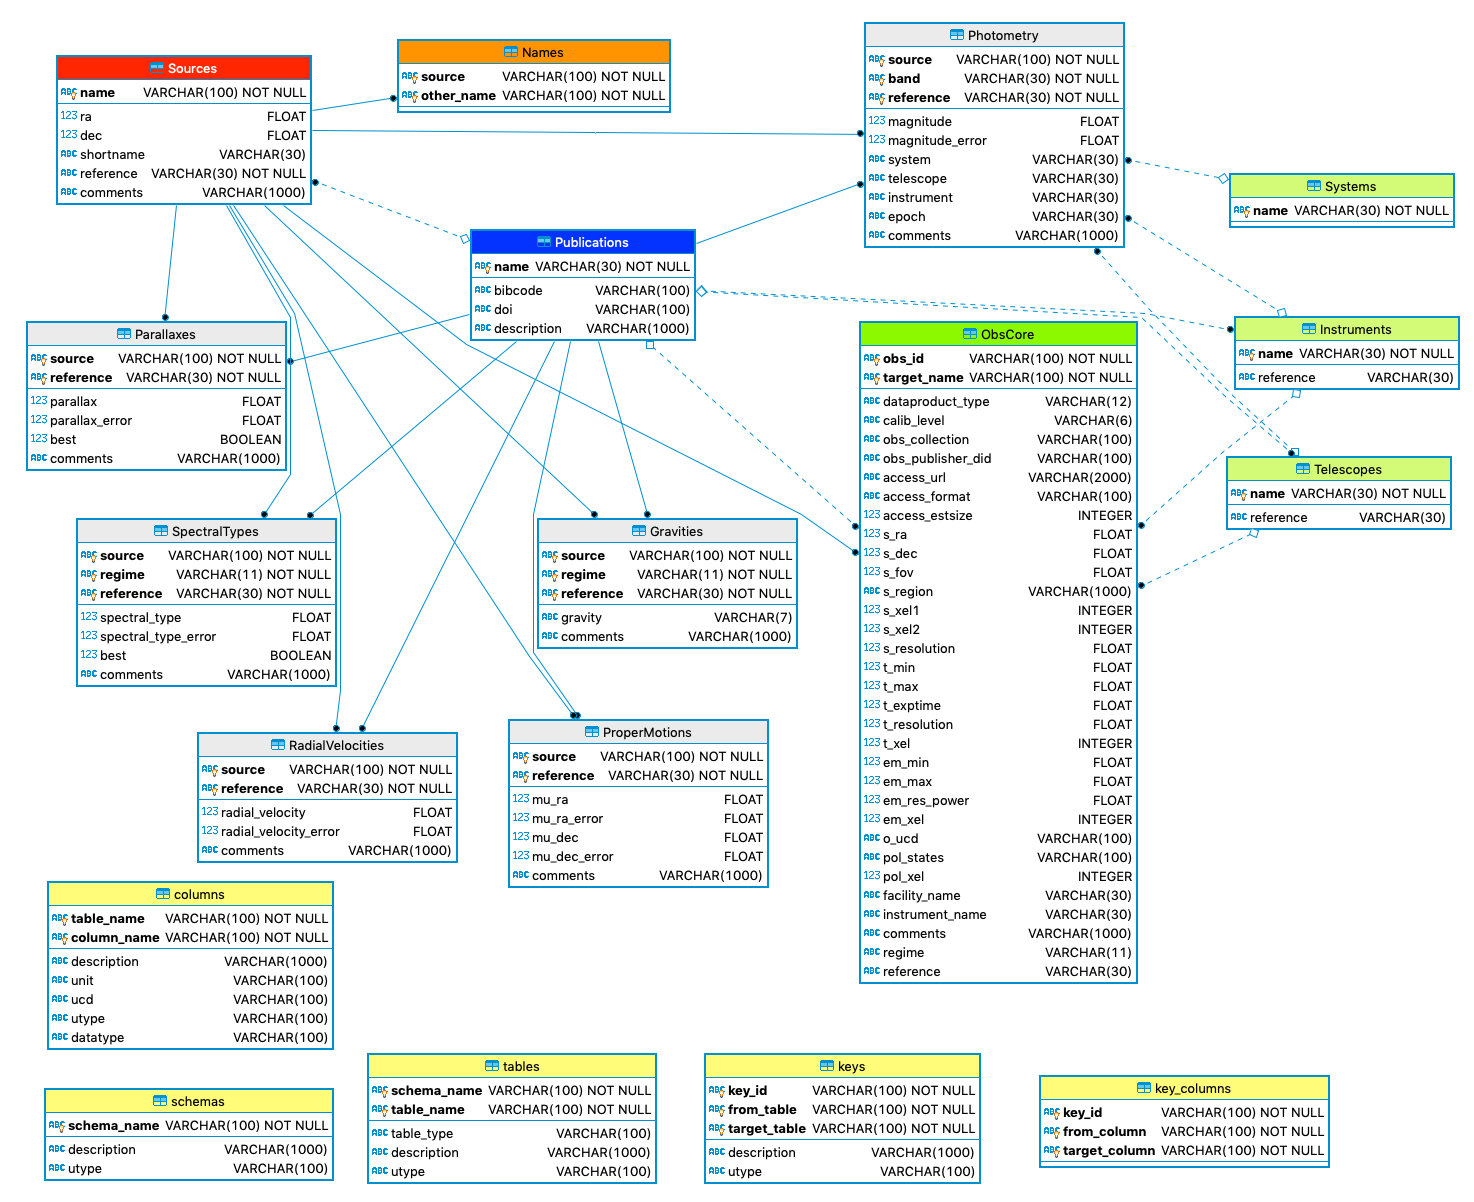 Sources
name VARCHAR(100) NOT NULL
ra FLOAT
dec FLOAT
shortname VARCHAR(30)
reference VARCHAR(30) NOT NULL
comments VARCHAR(1000)
Names
source VARCHAR(100) NOT NULL
other_name VARCHAR(100) NOT NULL
Photometry
source VARCHAR(100) NOT NULL
band VARCHAR(30) NOT NULL
reference VARCHAR(30) NOT NULL
magnitude FLOAT
magnitude_error FLOAT
system VARCHAR(30)
telescope VARCHAR(30)
instrument VARCHAR(30)
epoch VARCHAR(30)
comments VARCHAR(1000)
Systems
name VARCHAR(30) NOT NULL
Publications
name VARCHAR(30) NOT NULL
bibcode VARCHAR(100)
doi VARCHAR(100)
description VARCHAR(1000)
Parallaxes
source VARCHAR(100) NOT NULL
reference VARCHAR(30) NOT NULL
parallax FLOAT
parallax_error FLOAT
best BOOLEAN
comments VARCHAR(1000)
ObsCore
obs_id VARCHAR(100) NOT NULL
target_name VARCHAR(100) NOT NULL
dataproduct_type VARCHAR(12)
calib_level VARCHAR(6)
obs_collection VARCHAR(100)
obs_publisher_did VARCHAR(100)
access_url VARCHAR(2000)
access_format VARCHAR(100)
access_estsize INTEGER
s_ra FLOAT
s_dec FLOAT
s_fov FLOAT
s_region VARCHAR(1000)
s_xel1 INTEGER
s_xel2 INTEGER
s_resolution FLOAT
t_min FLOAT
t_max FLOAT
t_exptime FLOAT
t_resolution FLOAT
t_xel INTEGER
em_min FLOAT
em_max FLOAT
em_res_power FLOAT
em_xel INTEGER
o_ucd VARCHAR(100)
pol_states VARCHAR(100)
pol_xel INTEGER
facility_name VARCHAR(30)
instrument_name VARCHAR(30)
comments VARCHAR(1000)
regime VARCHAR(11)
reference VARCHAR(30)
Instruments
name VARCHAR(30) NOT NULL
reference VARCHAR(30)
Telescopes
name VARCHAR(30) NOT NULL
reference VARCHAR(30)
SpectralTypes
source VARCHAR(100) NOT NULL
regime VARCHAR(11) NOT NULL
reference VARCHAR(30) NOT NULL
spectral_type FLOAT
spectral_type_error FLOAT
best BOOLEAN
comments VARCHAR(1000)
Gravities
source VARCHAR(100) NOT NULL
regime VARCHAR(11) NOT NULL
reference VARCHAR(30) NOT NULL
gravity VARCHAR(7)
comments VARCHAR(1000)
RadialVelocities
source VARCHAR(100) NOT NULL
reference VARCHAR(30) NOT NULL
radial_velocity FLOAT
radial_velocity_error FLOAT
comments VARCHAR(1000)
ProperMotions
source VARCHAR(100) NOT NULL
reference VARCHAR(30) NOT NULL
mu_ra FLOAT
mu_ra_error FLOAT
mu_dec FLOAT
mu_dec_error FLOAT
comments VARCHAR(1000)
columns
table_name VARCHAR(100) NOT NULL
column_name VARCHAR(100) NOT NULL
description VARCHAR(1000)
unit VARCHAR(100)
ucd VARCHAR(100)
utype VARCHAR(100)
datatype VARCHAR(100)
schemas
schema_name VARCHAR(100) NOT NULL
description VARCHAR(1000)
utype VARCHAR(100)
tables
schema_name VARCHAR(100) NOT NULL
table_name VARCHAR(100) NOT NULL
table_type VARCHAR(100)
description VARCHAR(1000)
utype VARCHAR(100)
keys
key_id VARCHAR(100) NOT NULL
from_table VARCHAR(100) NOT NULL
target_table VARCHAR(100) NOT NULL
description VARCHAR(1000)
utype VARCHAR(100)
key_columns
key_id VARCHAR(100) NOT NULL
from_column VARCHAR(100) NOT NULL
target_column VARCHAR(100) NOT NULL